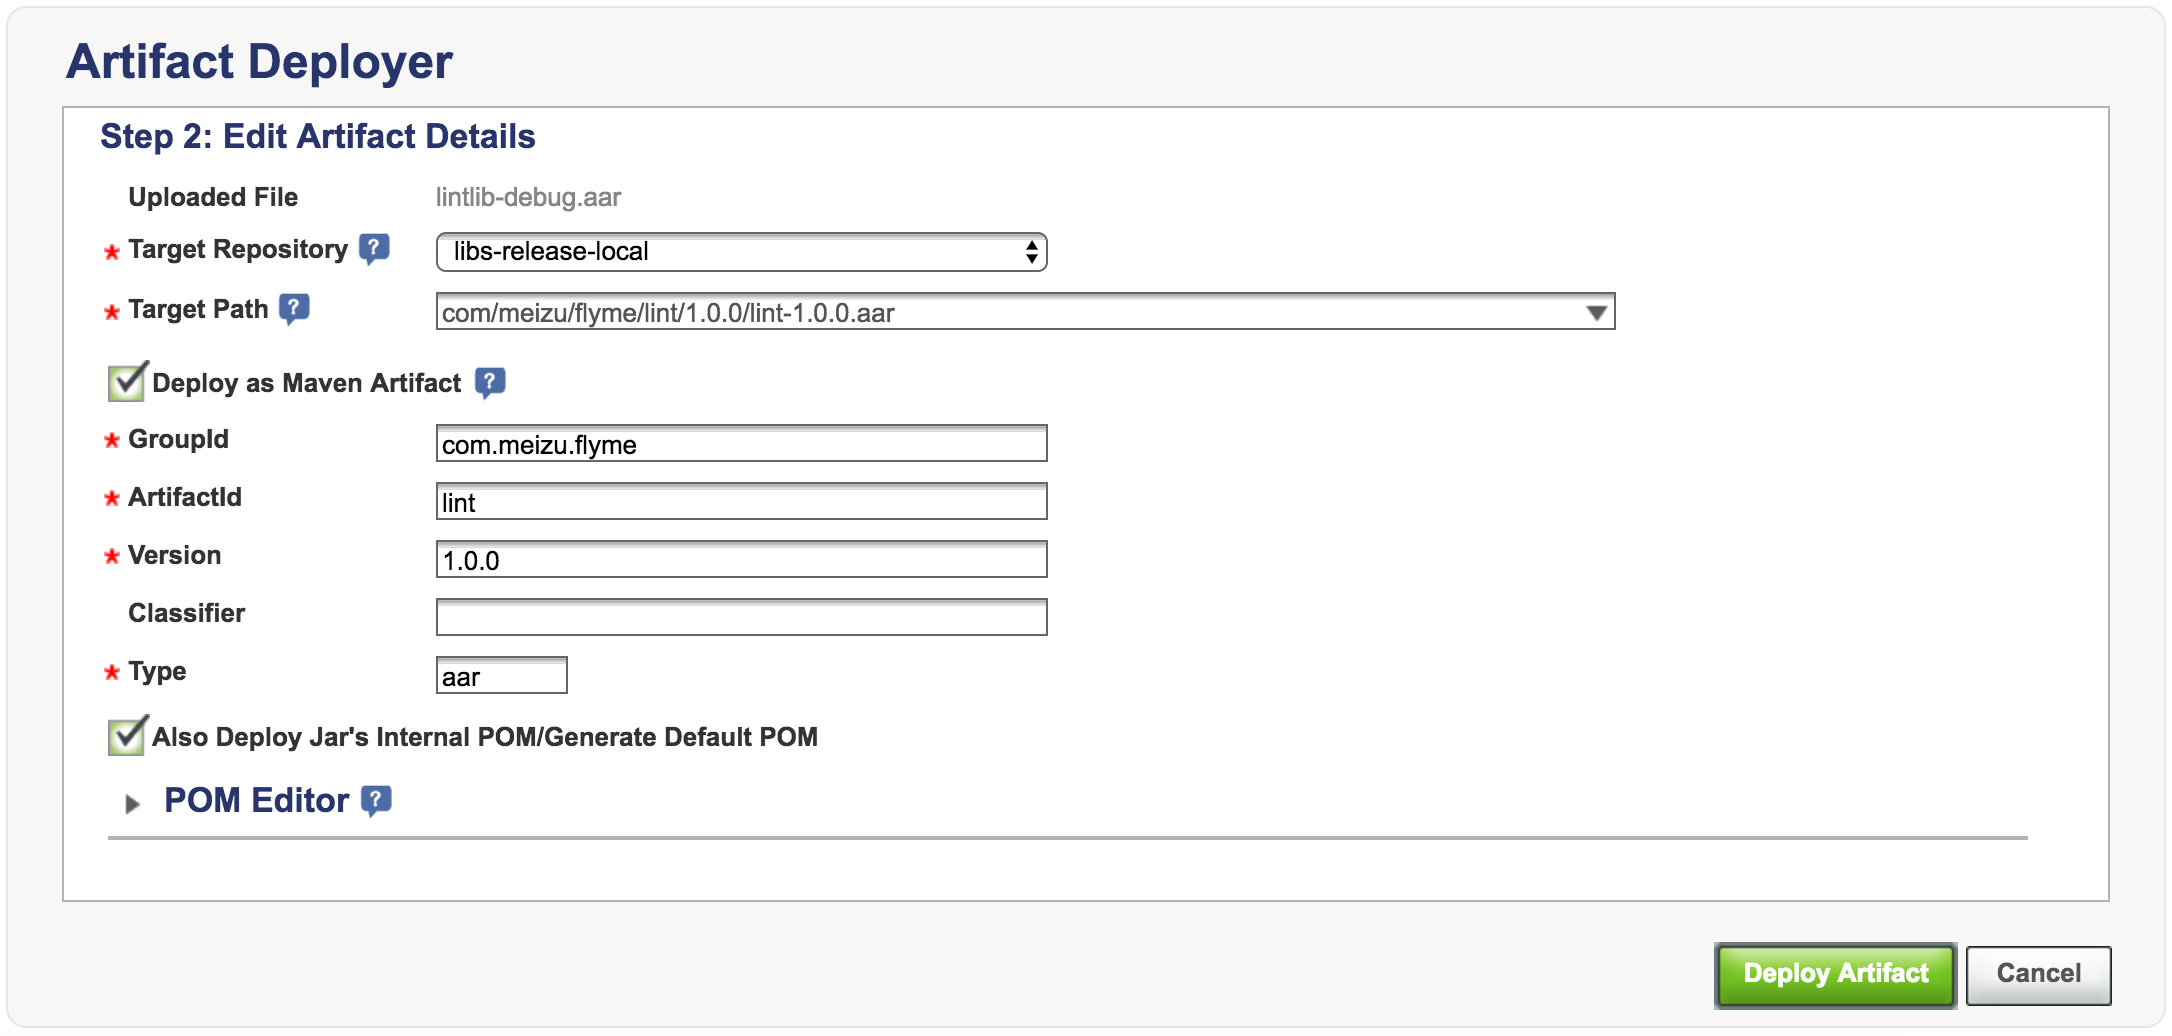 Artifact Deployer
Step 2: Edit Artifact Details
Uploaded File lintlib-debug.aar
* Target Repository ? libs-release-local
* Target Path ? com/meizu/flyme/lint/1.0.0/lint-1.0.0.aar
Deploy as Maven Artifact ?
* GroupId com.meizu.flyme
* ArtifactId lint
* Version 1.0.0
Classifier
* Type aar
Also Deploy Jar's Internal POM/Generate Default POM
POM Editor ?
Deploy Artifact Cancel